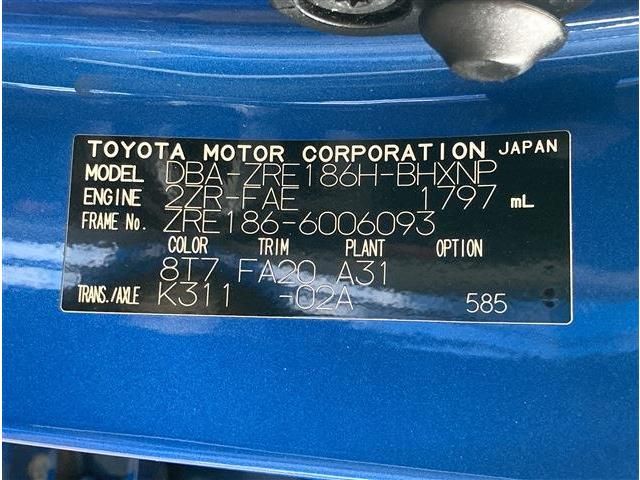 TOYOTA MOTOR CORPORATION JAPAN
MODEL DBA-ZRE186H-BHXNP
ENGINE 2ZR-FAE 1797 mL
FRAME No. ZRE186-6006093
COLOR TRIM PLANT OPTION
8T7 FA20 A31
TRANS./AXLE K311 -02A 585